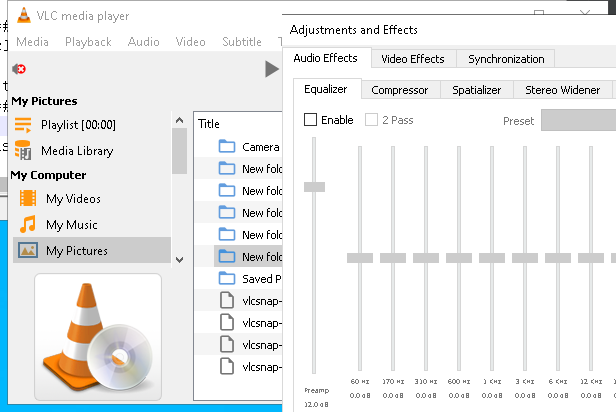 VLC media player
Media Playback Audio Video Subtitle
My Pictures
Playlist [00:00]
Media Library
My Computer
My Videos
My Music
My Pictures
Title
Camera
New fold
New fold
New fold
New fold
New fold
Saved P
vlcsnap-
vlcsnap-
vlcsnap-
vlcsnap-
Adjustments and Effects
Audio Effects Video Effects Synchronization
Equalizer Compressor Spatializer Stereo Widener
Enable 2 Pass Preset
60 Hz 170 Hz 310 Hz 600 Hz 1 KHz 3 KHz 6 KHz 12 KHz
Preamp
12.0 dB 0.0 dB 0.0 dB 0.0 dB 0.0 dB 0.0 dB 0.0 dB 0.0 dB 0.0 dB